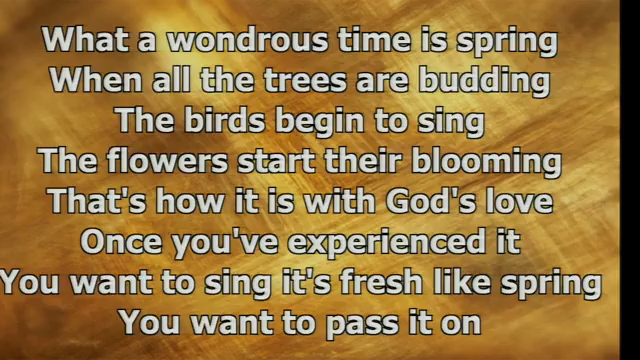 What a wondrous time is spring
When all the trees are budding
The birds begin to sing
The flowers start their blooming
That's how it is with God's love
Once you've experienced it
You want to sing it's fresh like spring
You want to pass it on